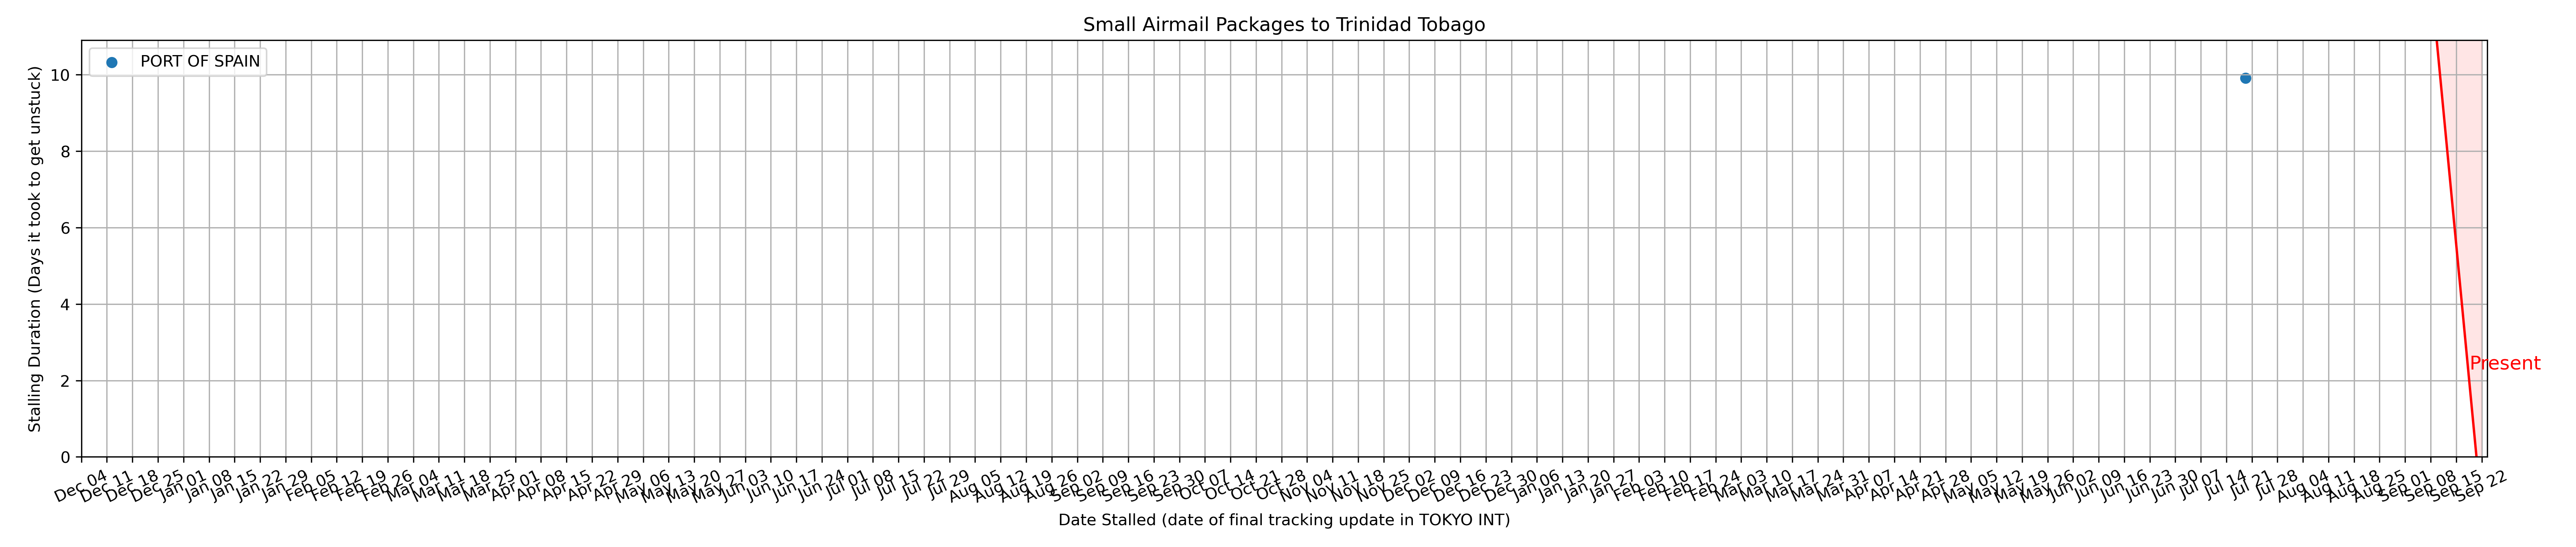 Small Airmail Packages to Trinidad Tobago
PORT OF SPAIN
Stalling Duration (Days it took to get unstuck)
10
8
6
4
2
0
Present
Dec 04 Dec 11 Dec 18 Dec 25 Jan 01 Jan 08 Jan 15 Jan 22 Jan 29 Feb 05 Feb 12 Feb 19 Feb 26 Mar 04 Mar 11 Mar 18 Mar 25 Apr 01 Apr 08 Apr 15 Apr 22 Apr 29 May 06 May 13 May 20 May 27 Jun 03 Jun 10 Jun 17 Jun 24 Jul 01 Jul 08 Jul 15 Jul 22 Jul 29 Aug 05 Aug 12 Aug 19 Aug 26 Sep 02 Sep 09 Sep 16 Sep 23 Sep 30 Oct 07 Oct 14 Oct 21 Oct 28 Nov 04 Nov 11 Nov 18 Nov 25 Dec 02 Dec 09 Dec 16 Dec 23 Dec 30 Jan 06 Jan 13 Jan 20 Jan 27 Feb 03 Feb 10 Feb 17 Feb 24 Mar 03 Mar 10 Mar 17 Mar 24 Mar 31 Apr 07 Apr 14 Apr 21 Apr 28 May 05 May 12 May 19 May 26 Jun 02 Jun 09 Jun 16 Jun 23 Jun 30 Jul 07 Jul 14 Jul 21 Jul 28 Aug 04 Aug 11 Aug 18 Aug 25 Sep 01 Sep 08 Sep 15 Sep 22
Date Stalled (date of final tracking update in TOKYO INT)